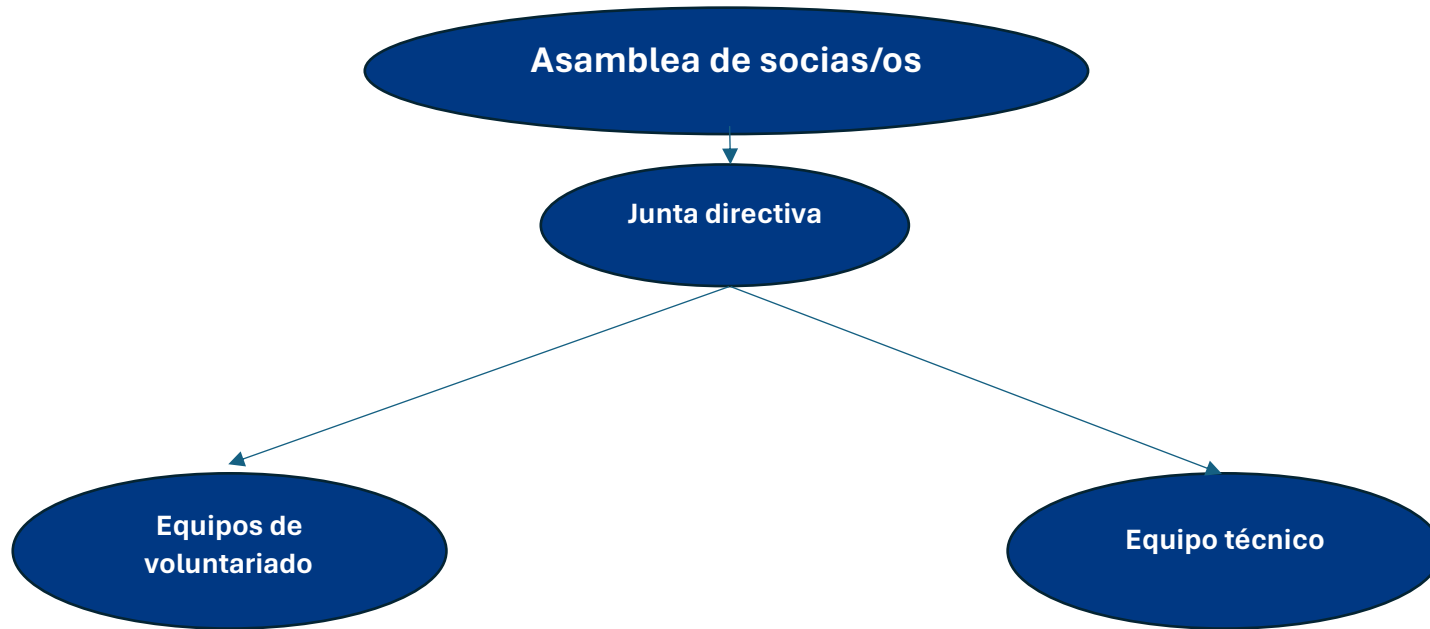 Asamblea de socias/os
Junta directiva
Equipos de
voluntariado
Equipo técnico